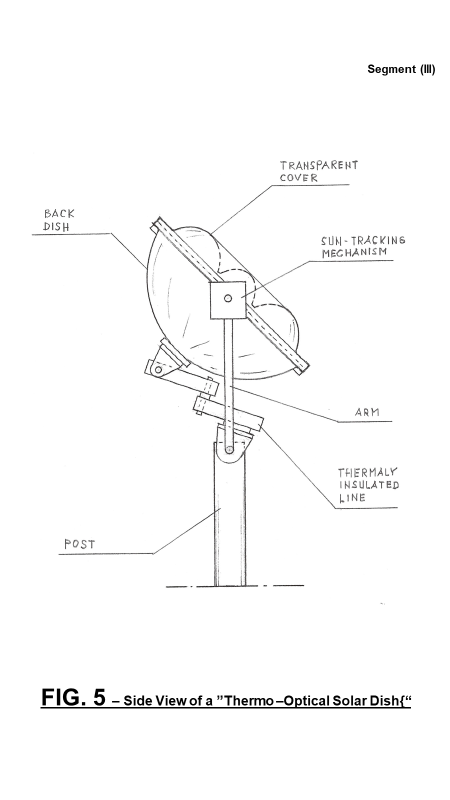 Segment (III)
TRANSPARENT
COVER
BACK
DISH
SUN-TRACKING
MECHANISM
ARM
THERMALY
INSULATED
LINE
POST
FIG. 5 – Side View of a ”Thermo–Optical Solar Dish{“